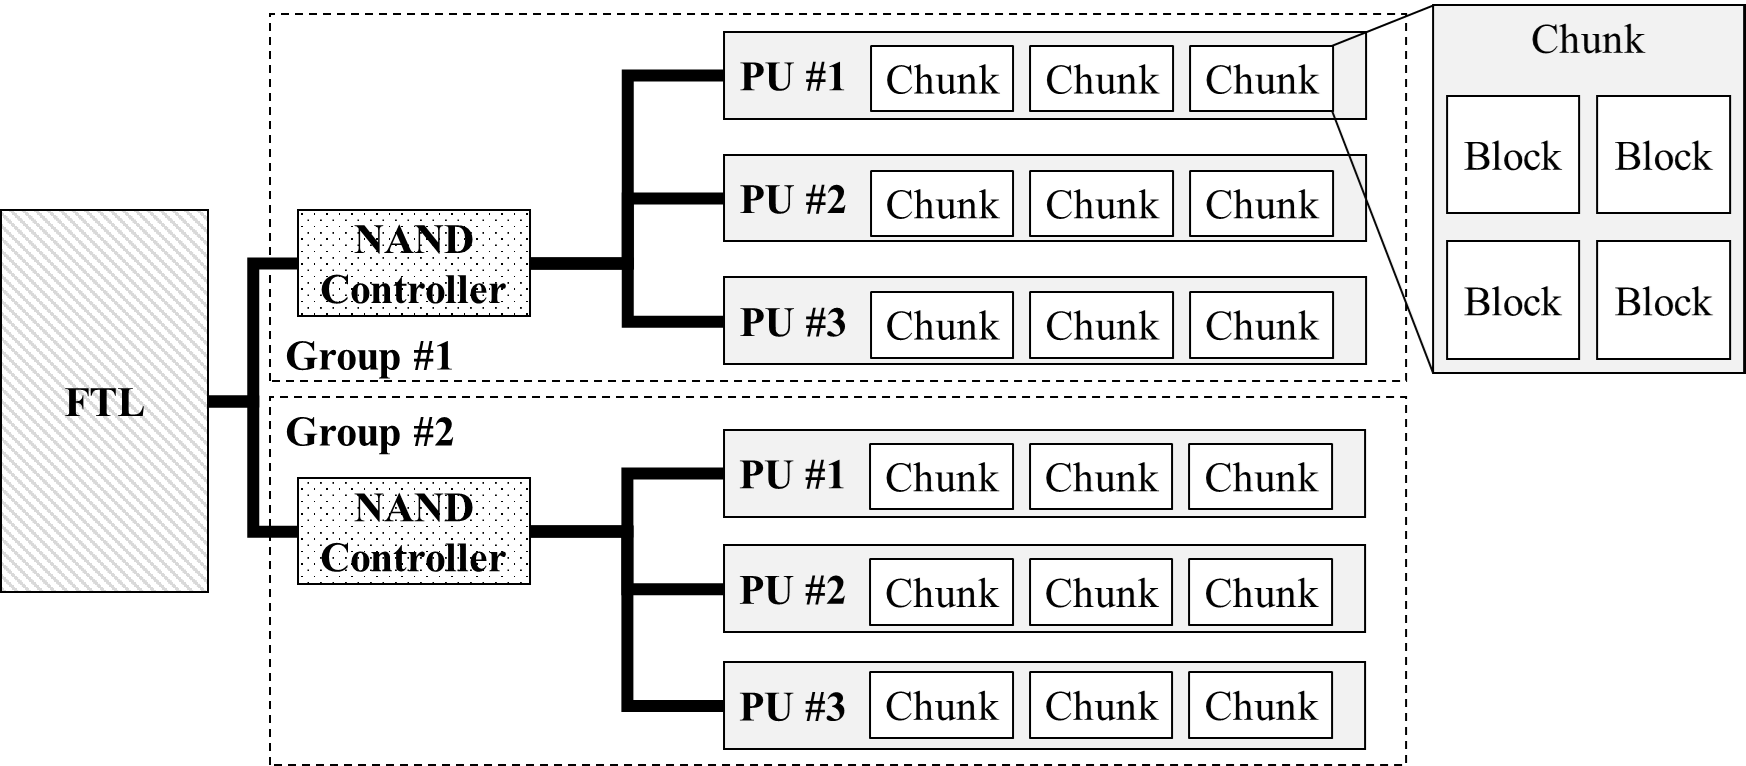 FTL
NAND
Controller
Group #1
PU #1 Chunk Chunk Chunk
PU #2 Chunk Chunk Chunk
PU #3 Chunk Chunk Chunk
Chunk
Block Block
Block Block
Group #2
NAND
Controller
PU #1 Chunk Chunk Chunk
PU #2 Chunk Chunk Chunk
PU #3 Chunk Chunk Chunk